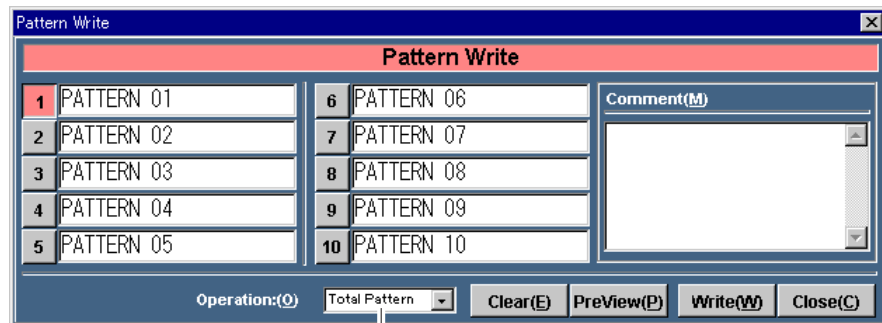 Pattern Write
Pattern Write
1 PATTERN 01
2 PATTERN 02
3 PATTERN 03
4 PATTERN 04
5 PATTERN 05
6 PATTERN 06
7 PATTERN 07
8 PATTERN 08
9 PATTERN 09
10 PATTERN 10
Comment(M)
Operation:(O) Total Pattern Clear(E) PreView(P) Write(W) Close(C)